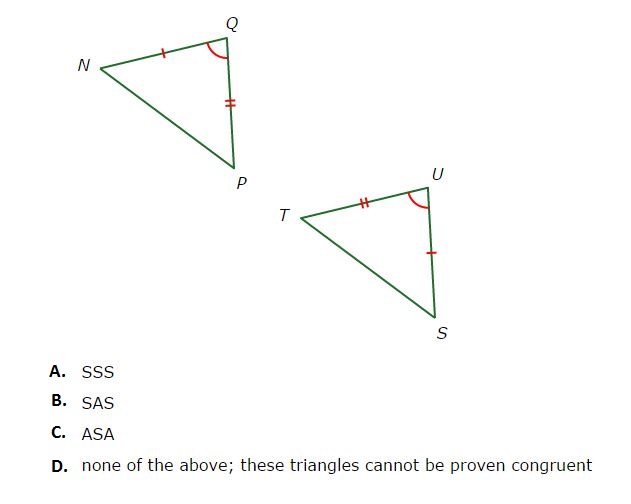 Q
N
P
U
T
S
A. SSS
B. SAS
C. ASA
D. none of the above; these triangles cannot be proven congruent